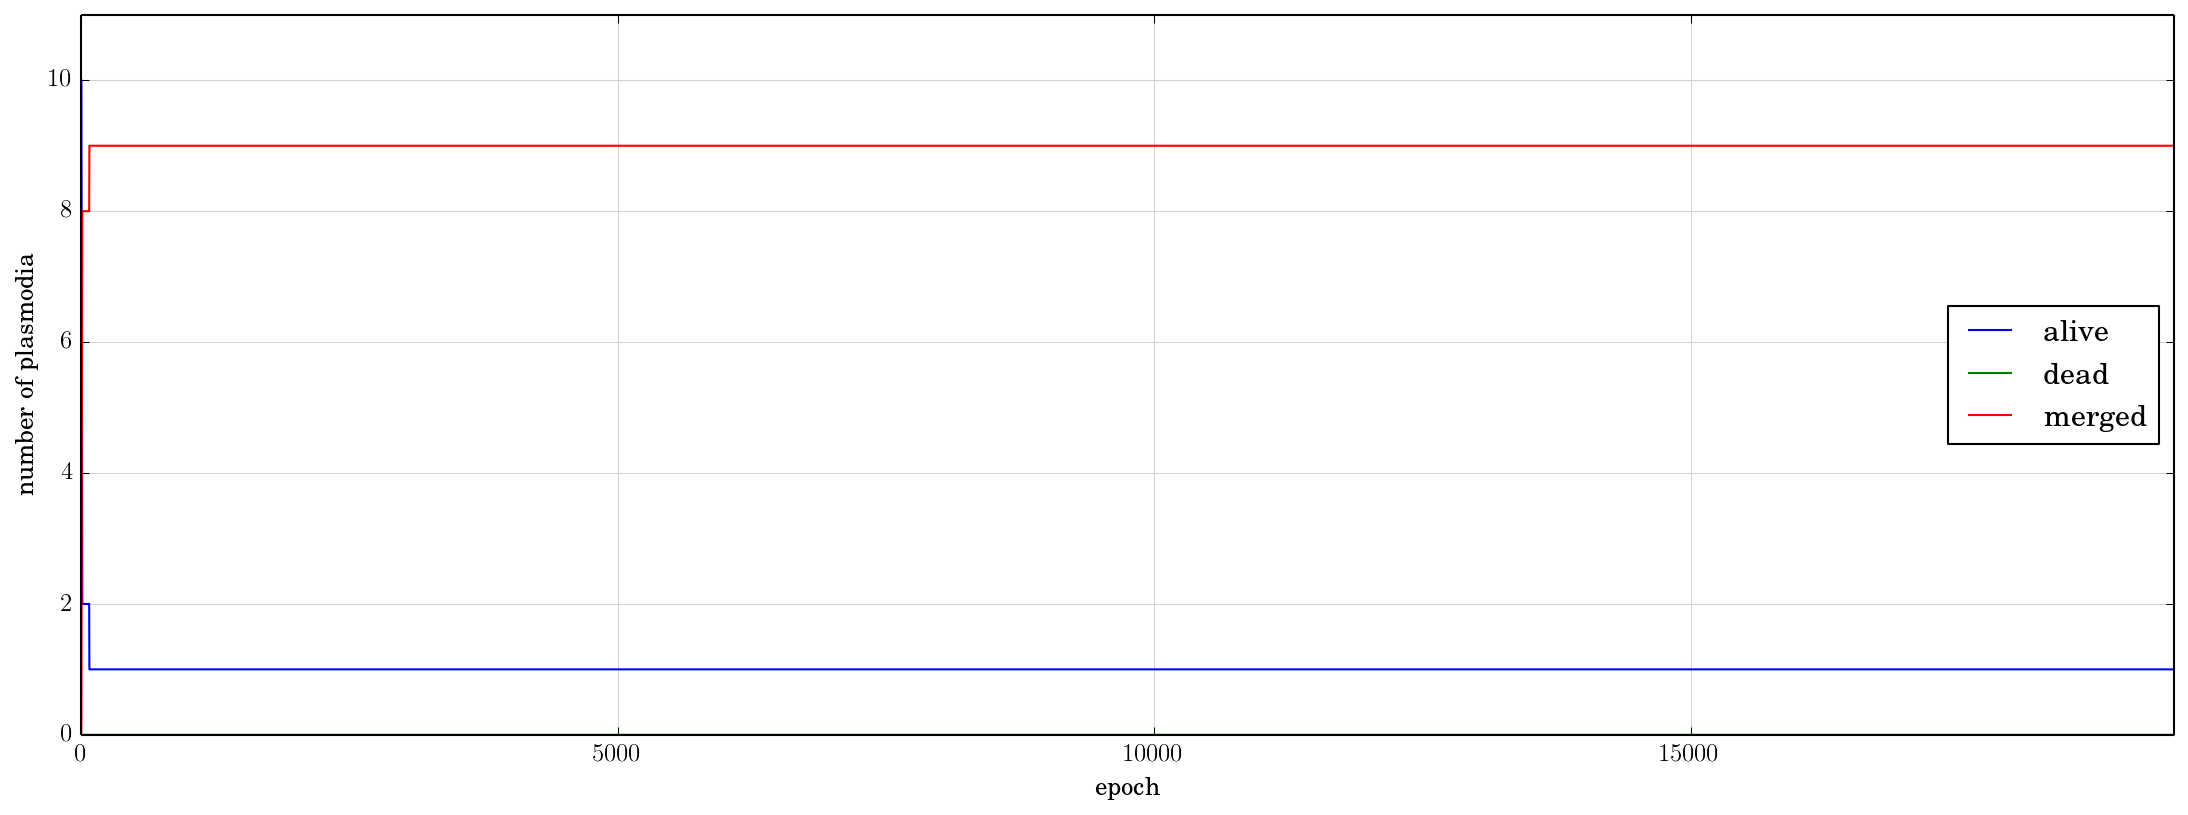 10
8
6
4
2
0
number of plasmodia
alive
dead
merged
0 5000 10000 15000
epoch